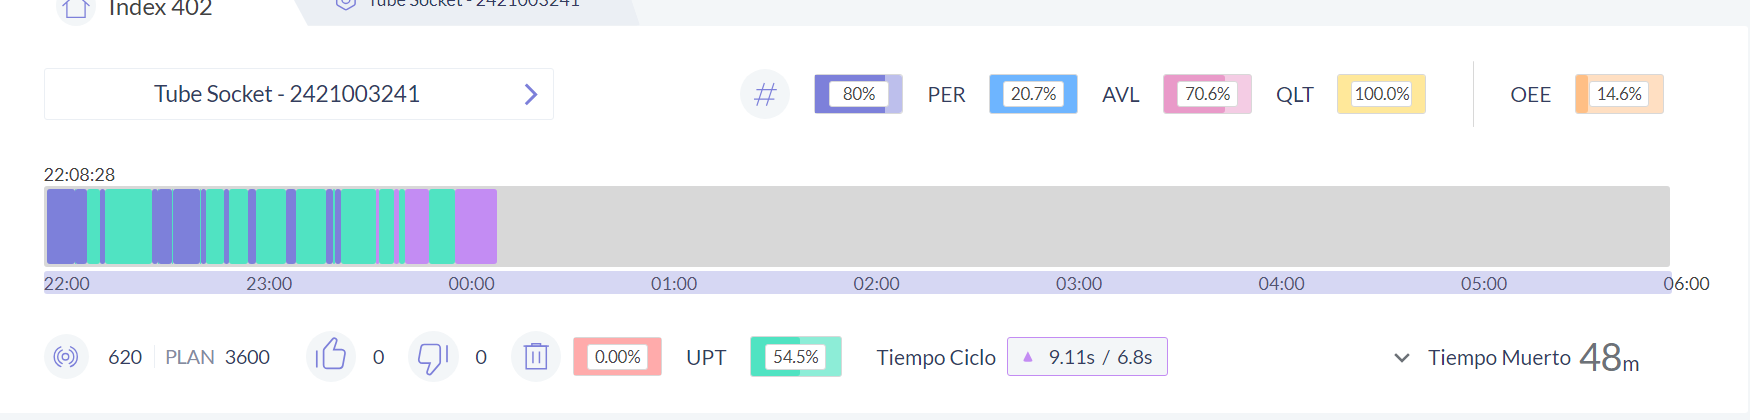 Index 402
Tube Socket - 2421003241
Tube Socket - 2421003241
80% PER 20.7% AVL 70.6% QLT 100.0% OEE 14.6%
22:08:28
22:00 23:00 00:00 01:00 02:00 03:00 04:00 05:00 06:00
620 PLAN 3600 0 0 0.00% UPT 54.5% Tiempo Ciclo 9.11s / 6.8s Tiempo Muerto 48m